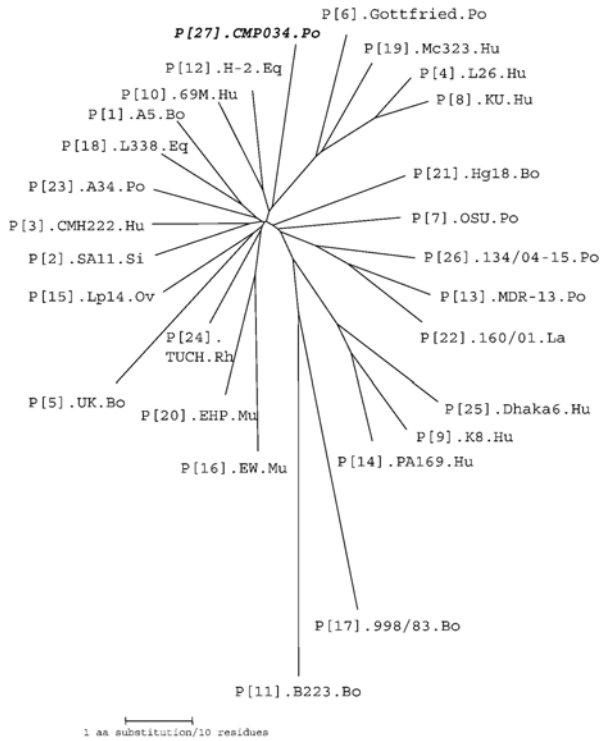 P[6].Gottfried.Po
P[27].CMP034.Po
P[19].Mc323.Hu
P[12].H-2.Eq
P[4].L26.Hu
P[10].69M.Hu
P[8].KU.Hu
P[1].A5.Bo
P[18].L338.Eq
P[21].Hg18.Bo
P[23].A34.Po
P[7].OSU.Po
P[3].CMH222.Hu
P[2].SA11.Si
P[26].134/04-15.Po
P[15].Lp14.Ov
P[13].MDR-13.Po
P[24].
TUCH.Rh
P[22].160/01.La
P[5].UK.Bo
P[25].Dhaka6.Hu
P[20].EHP.Mu
P[9].K8.Hu
P[14].PA169.Hu
P[16].EW.Mu
P[17].998/83.Bo
P[11].B223.Bo
1 aa substitution/10 residues